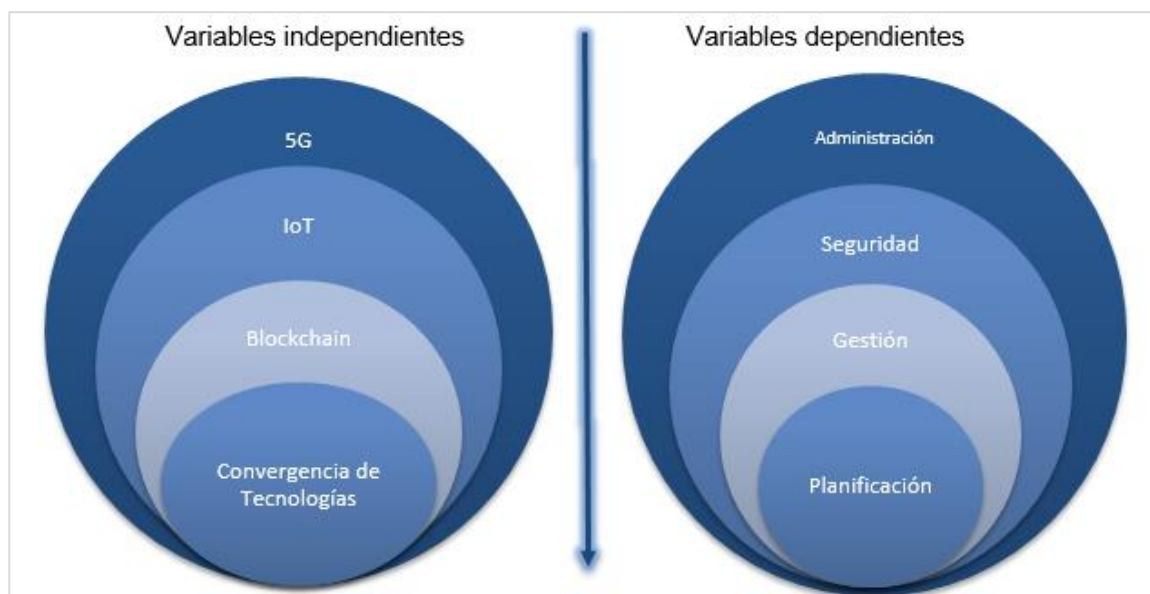 Variables independientes
Variables dependientes
5G
IoT
Blockchain
Convergencia de
Tecnologías
Administración
Seguridad
Gestión
Planificación